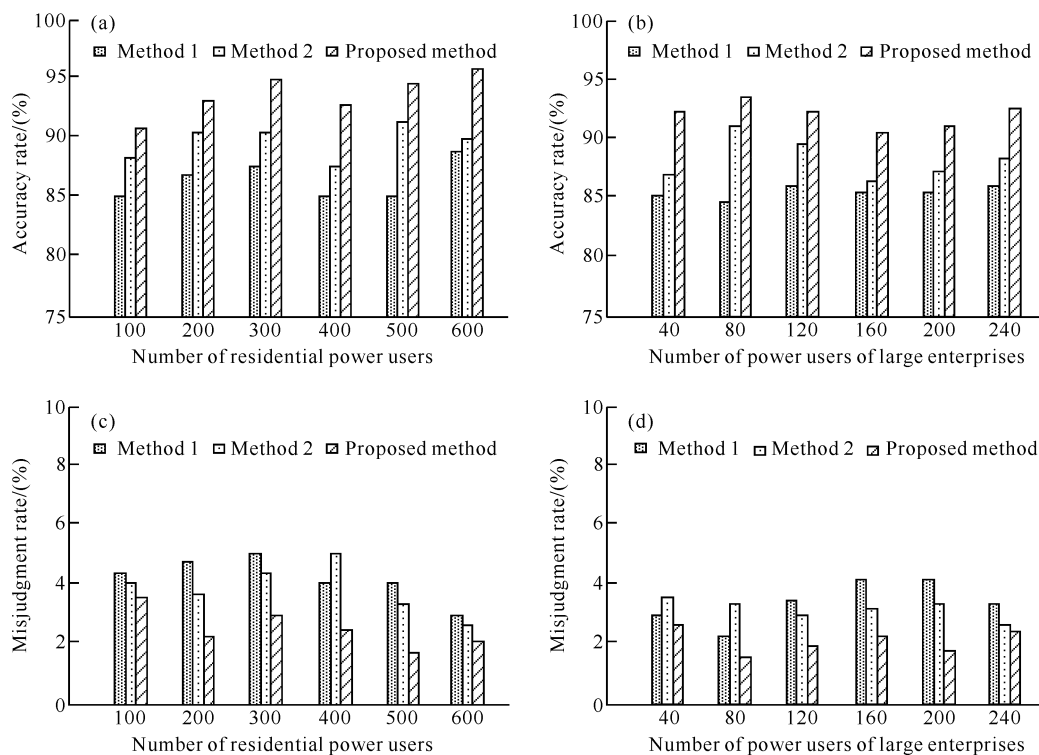 (a)
Method 1 Method 2 Proposed method
Accuracy rate/(%)
100
95
90
85
80
75
100 200 300 400 500 600
Number of residential power users
(b)
Method 1 Method 2 Proposed method
Accuracy rate/(%)
100
95
90
85
80
75
40 80 120 160 200 240
Number of power users of large enterprises
(c)
Method 1 Method 2 Proposed method
Misjudgment rate/(%)
10
8
6
4
2
0
100 200 300 400 500 600
Number of residential power users
(d)
Method 1 Method 2 Proposed method
Misjudgment rate/(%)
10
8
6
4
2
0
40 80 120 160 200 240
Number of power users of large enterprises